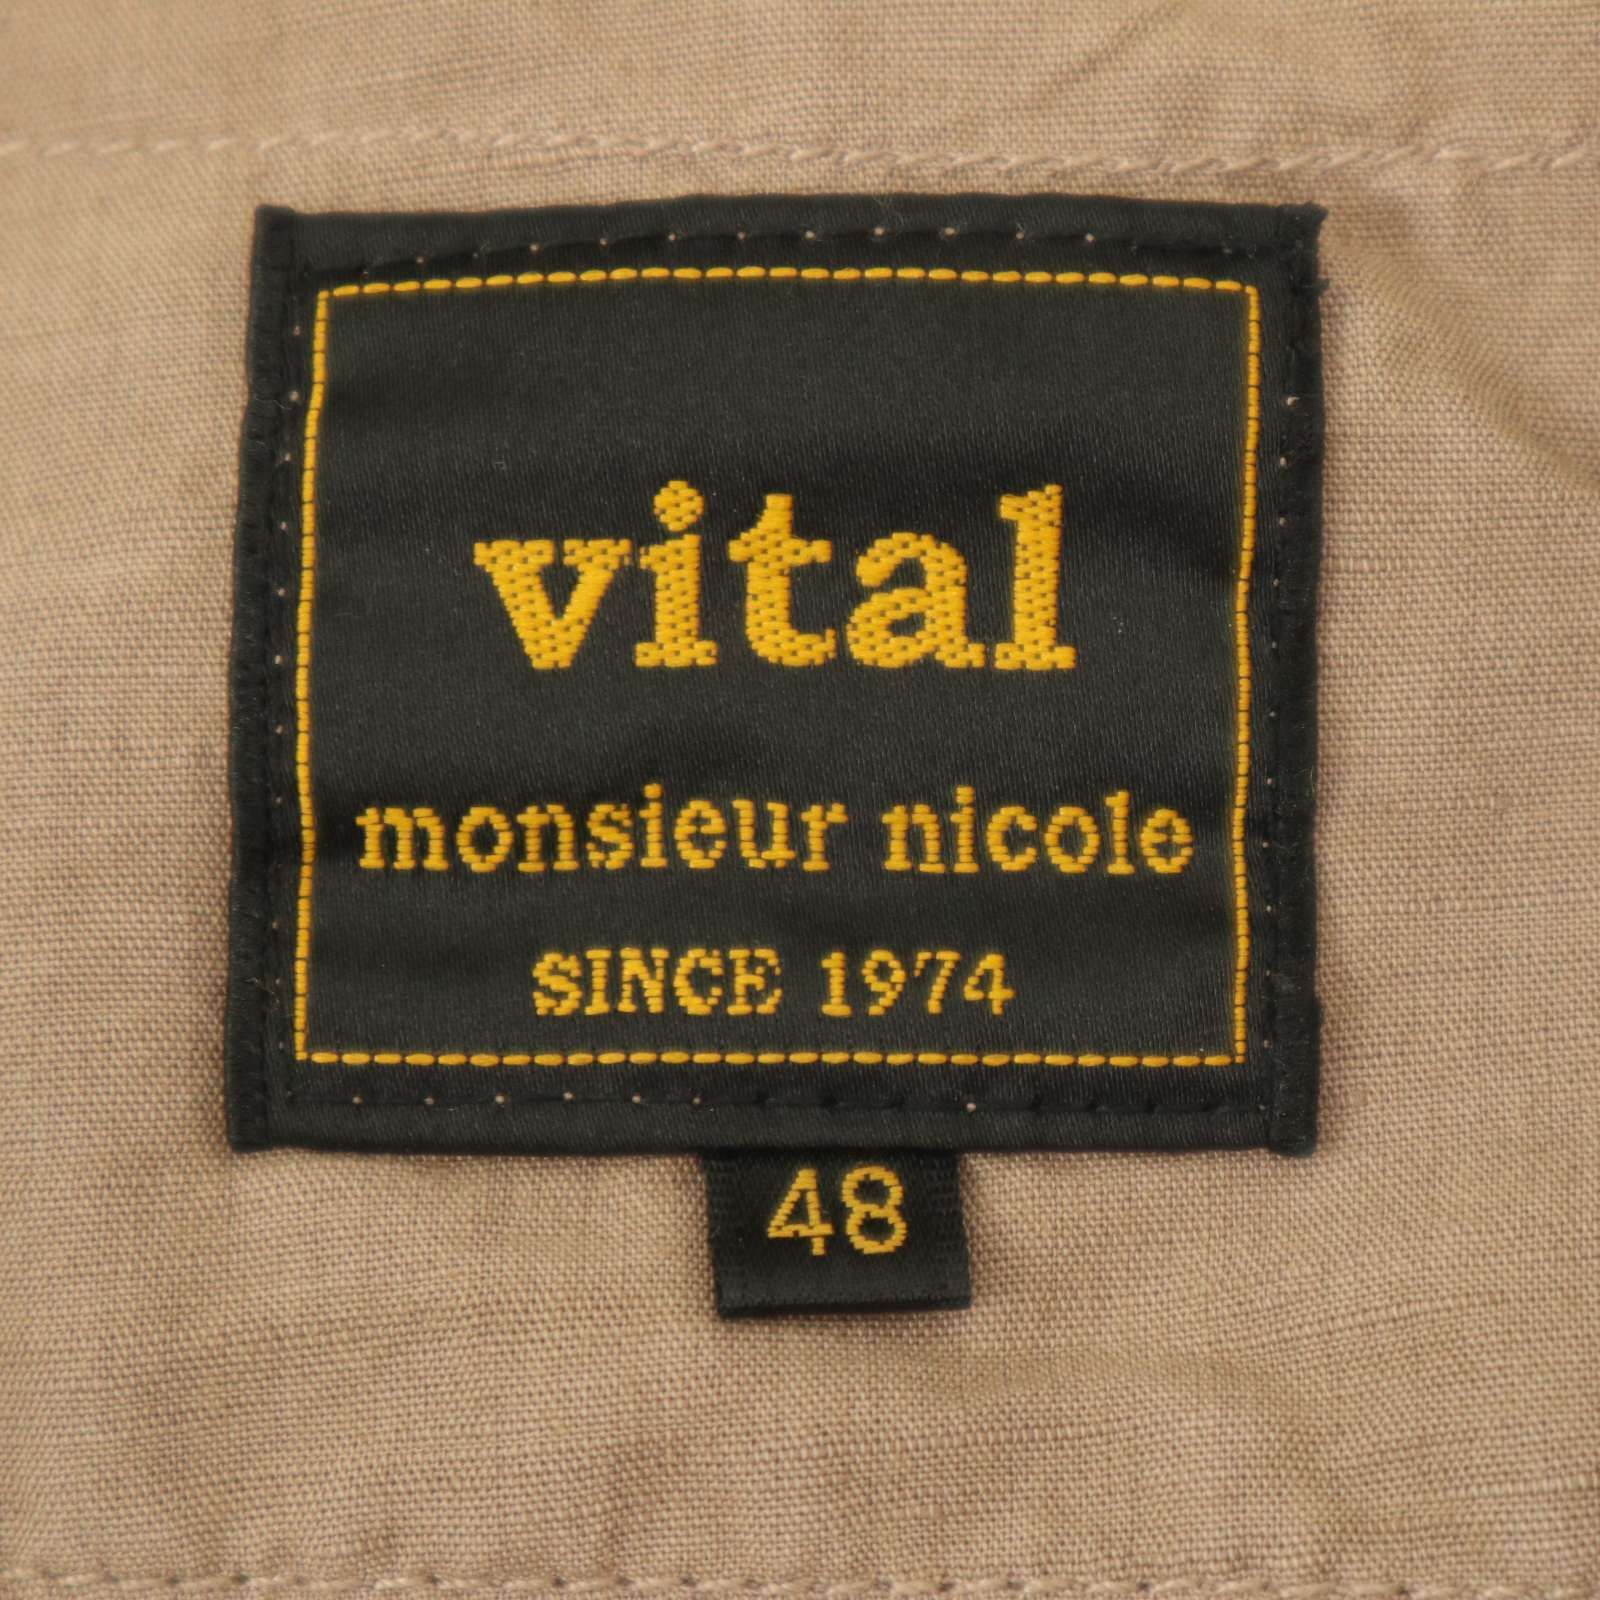 vital
monsieur nicole
SINCE 1974
48